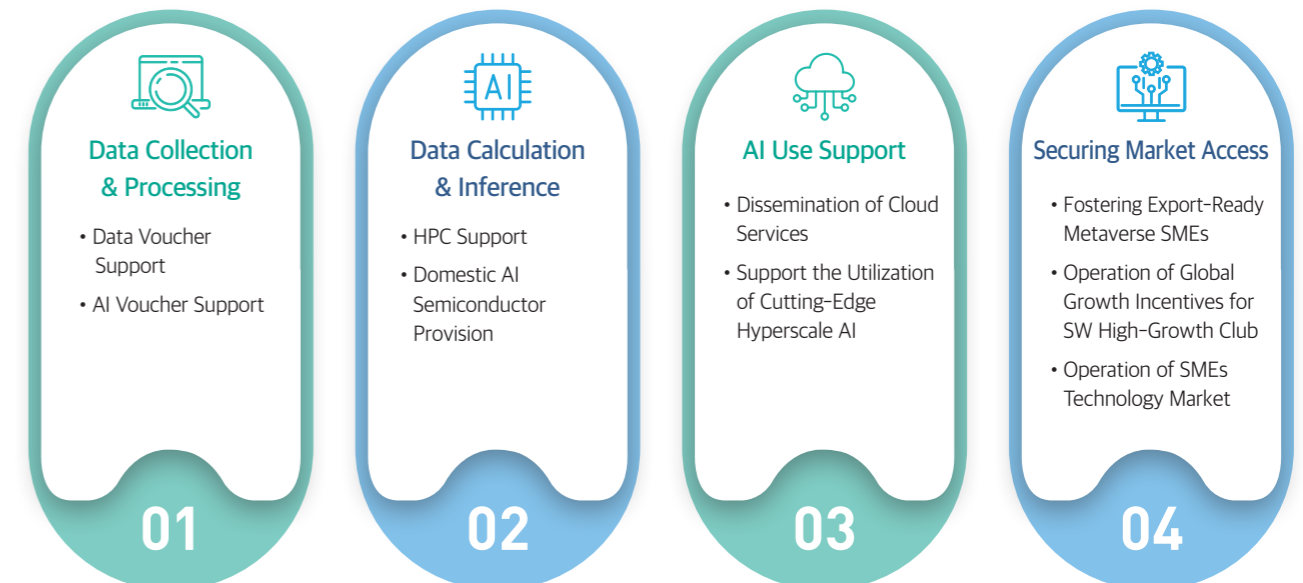 AI
Data Collection
& Processing
• Data Voucher
Support
• AI Voucher Support
01
Data Calculation
& Inference
• HPC Support
• Domestic AI
Semiconductor
Provision
02
AI Use Support
• Dissemination of Cloud
Services
• Support the Utilization
of Cutting-Edge
Hyperscale AI
03
Securing Market Access
• Fostering Export-Ready
Metaverse SMEs
• Operation of Global
Growth Incentives for
SW High-Growth Club
• Operation of SMEs
Technology Market
04